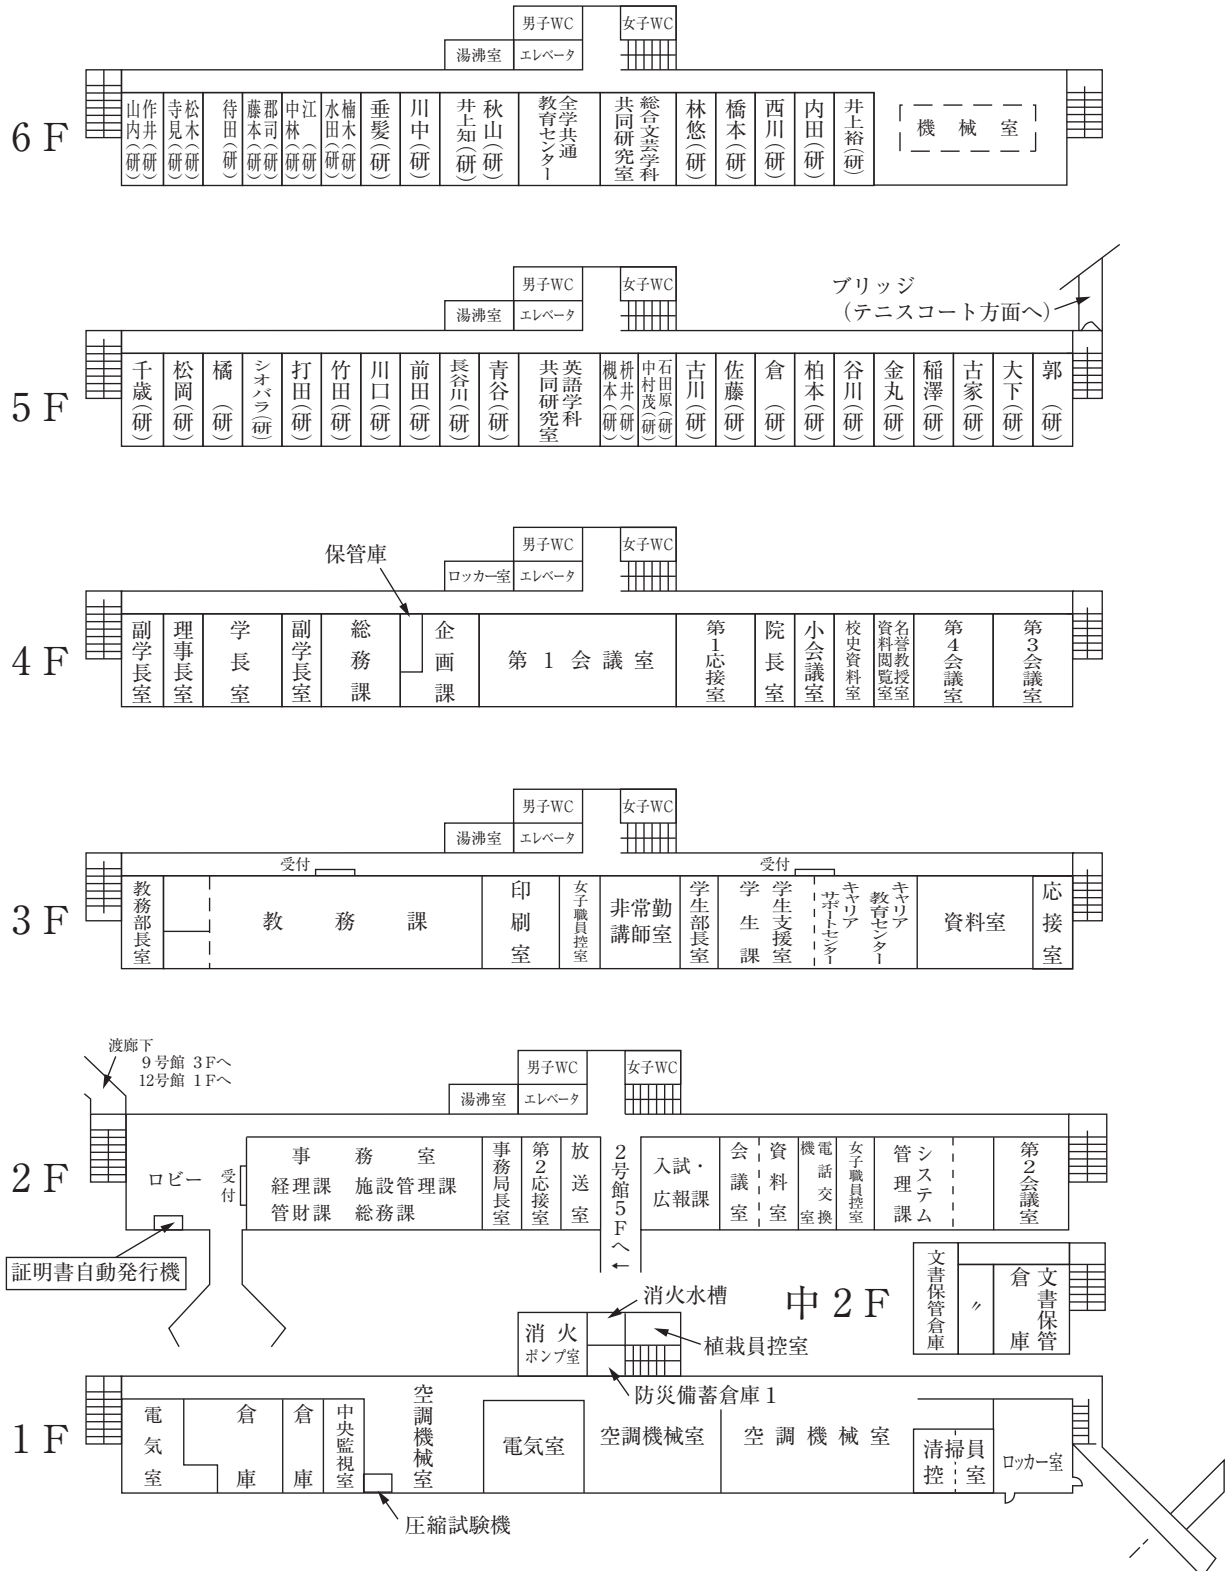 男子WC
女子WC
湯沸室
エレベータ
6F
山内(研)
作井(研)
寺見(研)
松木(研)
待田(研)
藤本(研)
郡司(研)
中林(研)
江(研)
水田(研)
楠木(研)
垂髪(研)
川中(研)
井上知(研)
秋山(研)
全学共通
教育センター
総合文芸学科
共同研究室
林悠(研)
橋本(研)
西川(研)
内田(研)
井上裕(研)
機械室
男子WC
女子WC
湯沸室
エレベータ
ブリッジ
(テニスコート方面へ)
5F
千歳(研)
松岡(研)
橘(研)
シオバラ(研)
打田(研)
竹田(研)
川口(研)
前田(研)
長谷川(研)
青谷(研)
英語学科
共同研究室
槻本(研)
枡井(研)
中村茂(研)
石田原(研)
古川(研)
佐藤(研)
倉(研)
柏本(研)
谷川(研)
金丸(研)
稲澤(研)
古家(研)
大下(研)
郭(研)
男子WC
女子WC
保管庫
ロッカー室
エレベータ
4F
副学長室
理事長室
学長室
副学長室
総務課
企画課
第1会議室
第1応接室
院長室
小会議室
校史資料室
名誉教授室
資料閲覧室
第4会議室
第3会議室
男子WC
女子WC
湯沸室
エレベータ
受付
受付
3F
教務部長室
教務課
印刷室
女子職員控室
非常勤
講師室
学生部長室
学生課
学生支援室
キャリア
サポートセンター
キャリア
教育センター
資料室
応接室
渡廊下
9号館 3Fへ
12号館 1Fへ
男子WC
女子WC
湯沸室
エレベータ
2F
ロビー
受付
事務室
経理課 施設管理課
管財課 総務課
事務局長室
第2応接室
放送室
2号館5Fへ←
入試・
広報課
会議室
資料室
電話交換
機室
女子職員控室
システム
管理課
第2会議室
証明書自動発行機
中2F
文書保管倉庫
〃
文書保管
倉庫
消火水槽
消火
ポンプ室
植栽員控室
防災備蓄倉庫1
1F
電気室
倉庫
倉庫
中央監視室
空調機械室
電気室
空調機械室
空調機械室
清掃員
控室
ロッカー室
圧縮試験機